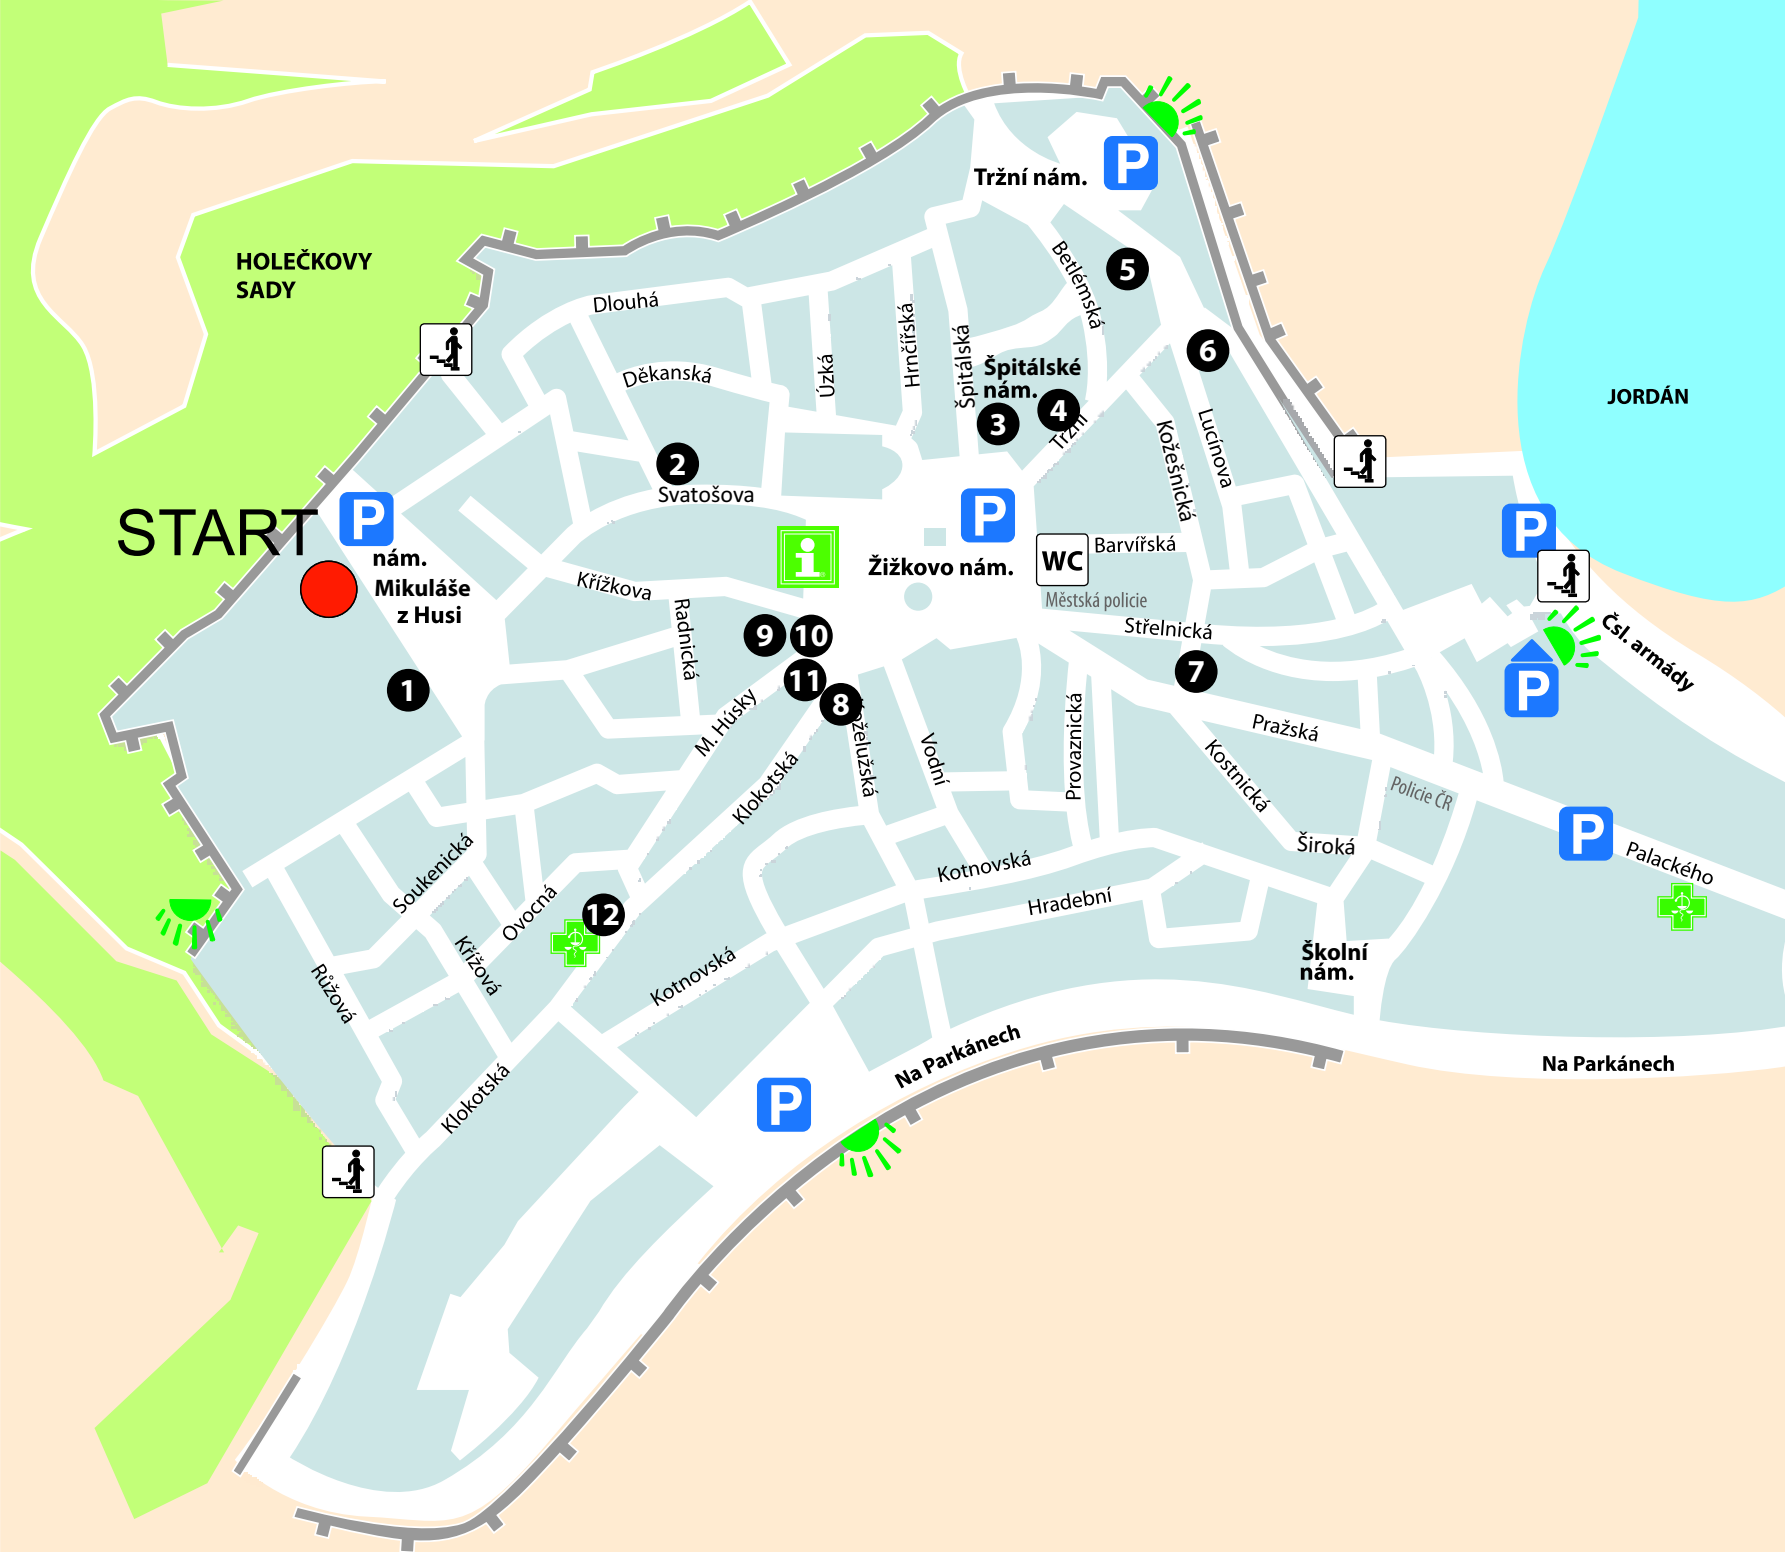 Tržní nám.
P
HOLEČKOVY
SADY
Dlouhá
Betlémská
5
Hrnčířská
Špitálská
Úzká
Děkanská
6
Špitálské
nám.
JORDÁN
3
4
Tržní
Kožešnická
Lucínova
2
Svatošova
START
P
P
P
nám.
Mikuláše
z Husi
i
Žižkovo nám.
WC
Barvířská
Městská policie
Křížkova
Radnická
Střelnická
Čsl. armády
9
10
11
8
7
1
P
M. Húsky
Koželužská
Vodní
Provaznická
Pražská
Kostnická
Klokotská
Policie ČR
P
Široká
Palackého
Soukenická
Kotnovská
Hradební
Ovocná
12
Křížová
Kotnovská
Školní
nám.
Růžová
Na Parkánech
Na Parkánech
Klokotská
P